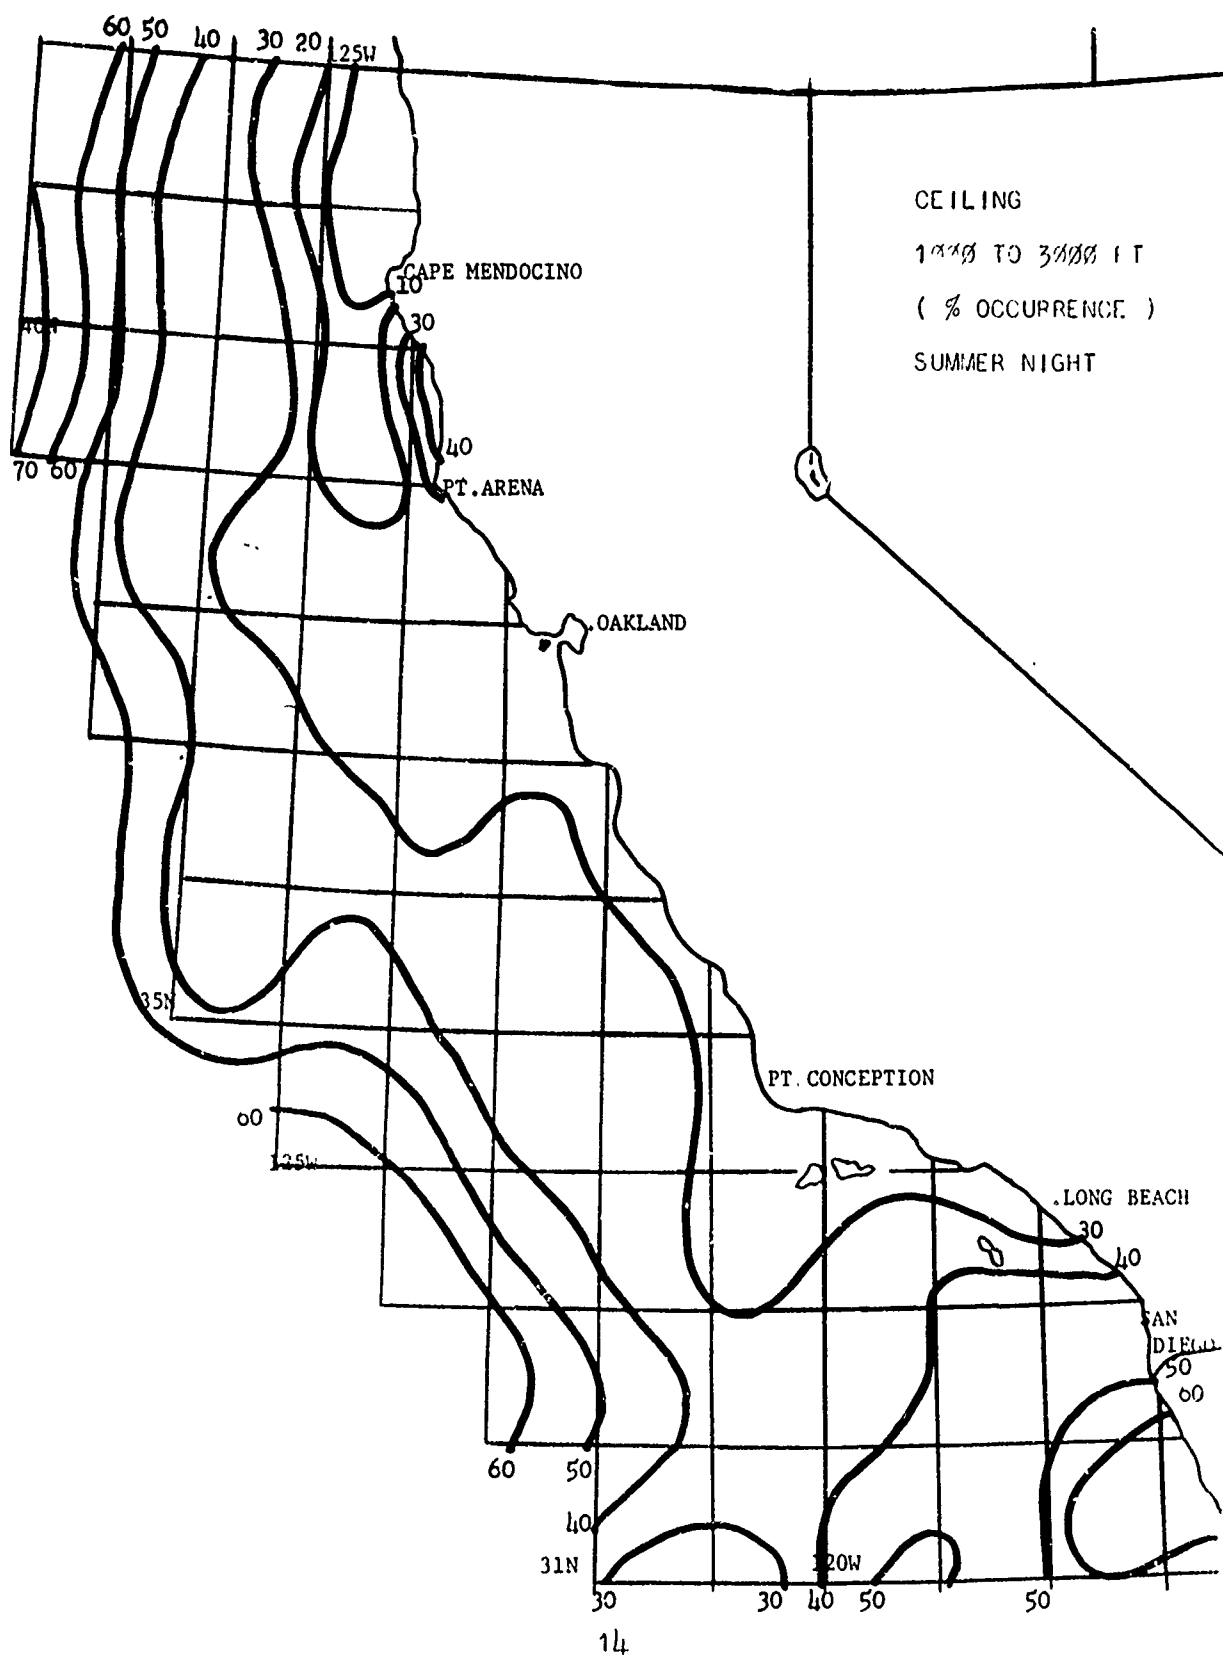 60 50 40 30 20
125W
CEILING
1000 TO 3000 FT
( % OCCURRENCE )
SUMMER NIGHT
CAPE MENDOCINO
10
30
40N
40
70 60
PT.ARENA
.OAKLAND
35N
PT. CONCEPTION
60
125W
.LONG BEACH
30
40
SAN
DIEGO
50
60
60 50
40
31N
120W
30 30 40 50 50
14